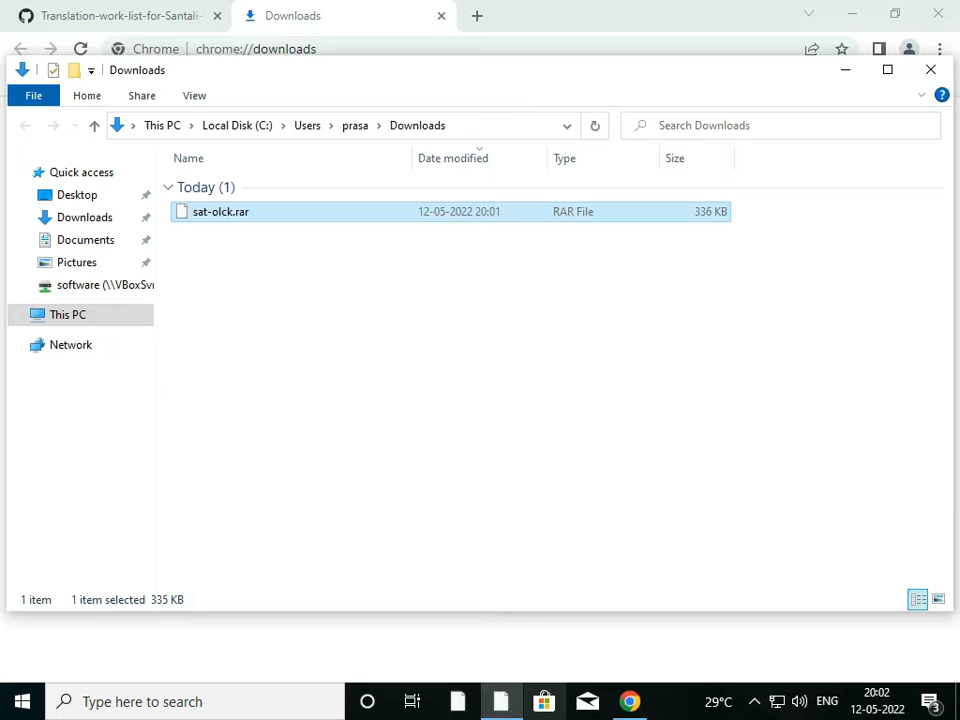 Translation-work-list-for-Santali-
Downloads
Chrome chrome://downloads
Downloads
File Home Share View
This PC Local Disk (C:) Users prasa Downloads
Search Downloads
Name Date modified Type Size
Quick access
Desktop
Downloads
Documents
Pictures
software (\\VBoxSvr
This PC
Network
Today (1)
sat-olck.rar 12-05-2022 20:01 RAR File 336 KB
1 item 1 item selected 335 KB
Type here to search
29°C
ENG
20:02
12-05-2022
3